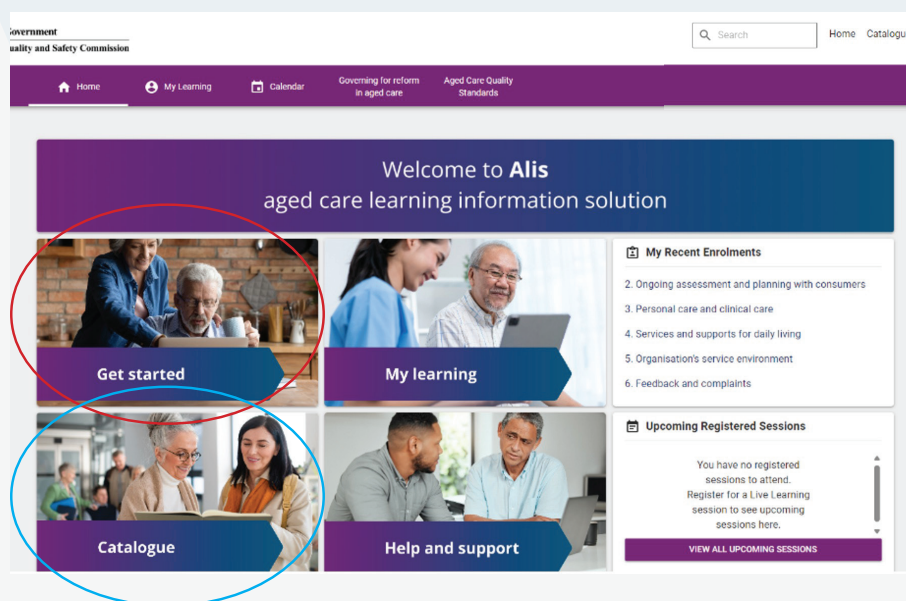 Government
Quality and Safety Commission
Search
Home Catalogu
Home
My Learning
Calendar
Governing for reform
in aged care
Aged Care Quality
Standards
Welcome to Alis
aged care learning information solution
Get started
My learning
My Recent Enrolments
2. Ongoing assessment and planning with consumers
3. Personal care and clinical care
4. Services and supports for daily living
5. Organisation's service environment
6. Feedback and complaints
Catalogue
Help and support
Upcoming Registered Sessions
You have no registered
sessions to attend.
Register for a Live Learning
session to see upcoming
sessions here.
VIEW ALL UPCOMING SESSIONS